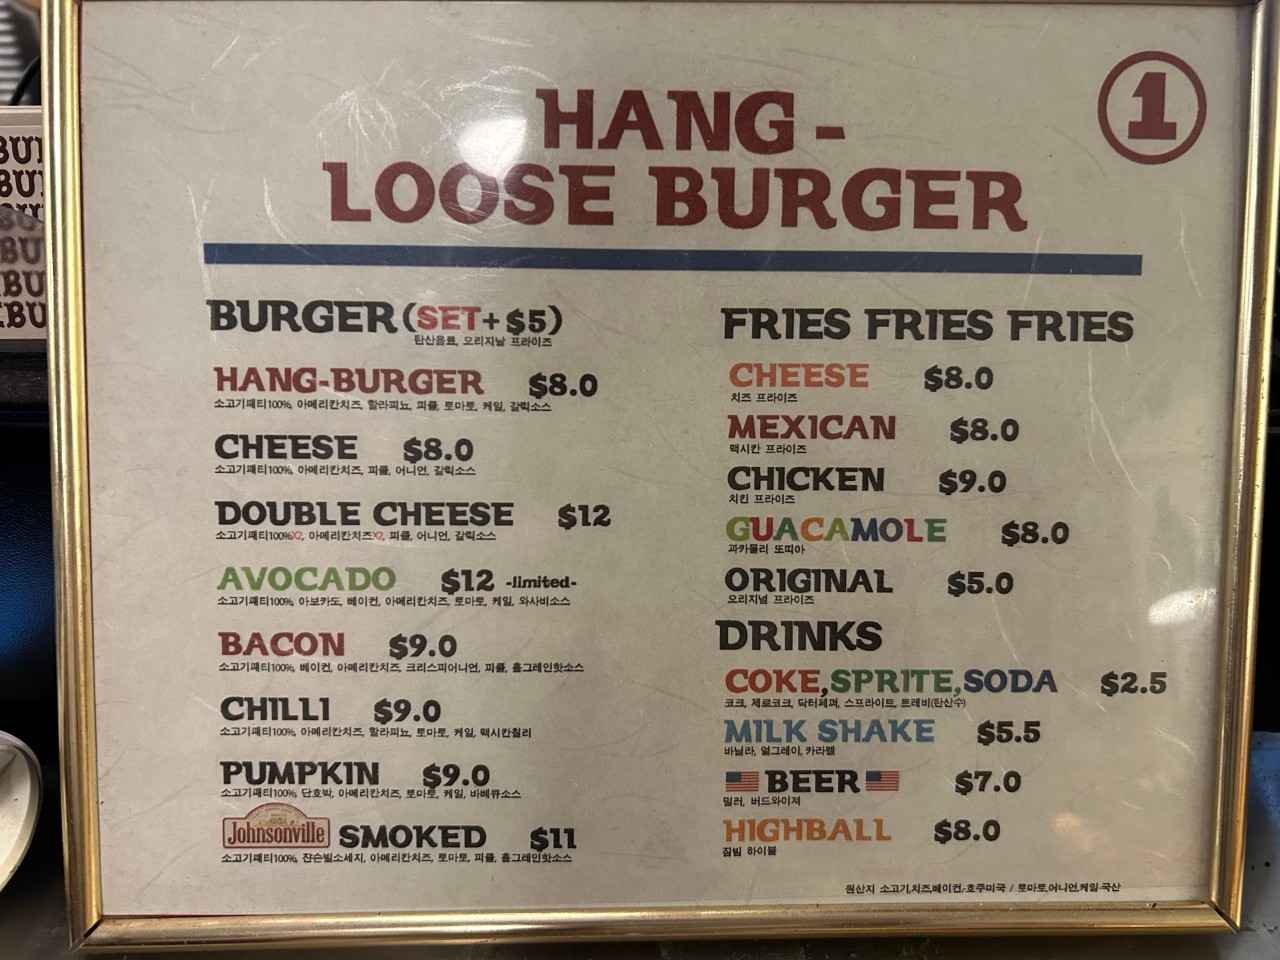 HANG-
LOOSE BURGER
1
BURGER (SET+$5)
탄산음료, 오리지날 프라이즈
HANG-BURGER $8.0
소고기패티100%, 아메리칸치즈, 할라피뇨, 피클, 토마토, 케일, 갈릭소스
CHEESE $8.0
소고기패티100%, 아메리칸치즈, 피클, 어니언, 갈릭소스
DOUBLE CHEESE $12
소고기패티100%X2, 아메리칸치즈X2, 피클, 어니언, 갈릭소스
AVOCADO $12 -limited-
소고기패티100%, 아보카도, 베이컨, 아메리칸치즈, 토마토, 케일, 와사비소스
BACON $9.0
소고기패티100%, 베이컨, 아메리칸치즈, 크리스피어니언, 피클, 홀그레인핫소스
CHILLI $9.0
소고기패티100%, 아메리칸치즈, 할라피뇨, 토마토, 케일, 맥시칸칠리
PUMPKIN $9.0
소고기패티100%, 단호박, 아메리칸치즈, 토마토, 케일, 바베큐소스
Johnsonville SMOKED $11
소고기패티100%, 쟌슨빌소세지, 아메리칸치즈, 토마토, 피클, 홀그레인핫소스
FRIES FRIES FRIES
CHEESE $8.0
치즈 프라이즈
MEXICAN $8.0
맥시칸 프라이즈
CHICKEN $9.0
치킨 프라이즈
GUACAMOLE $8.0
과카몰리 또띠아
ORIGINAL $5.0
오리지널 프라이즈
DRINKS
COKE,SPRITE,SODA $2.5
코크, 제로코크, 닥터페퍼, 스프라이트, 트레비(탄산수)
MILK SHAKE $5.5
바닐라, 얼그레이, 카라멜
BEER $7.0
밀러, 버드와이져
HIGHBALL $8.0
짐빔 하이볼
원산지 소고기,치즈,베이컨-호주미국 / 토마토,어니언,케일-국산